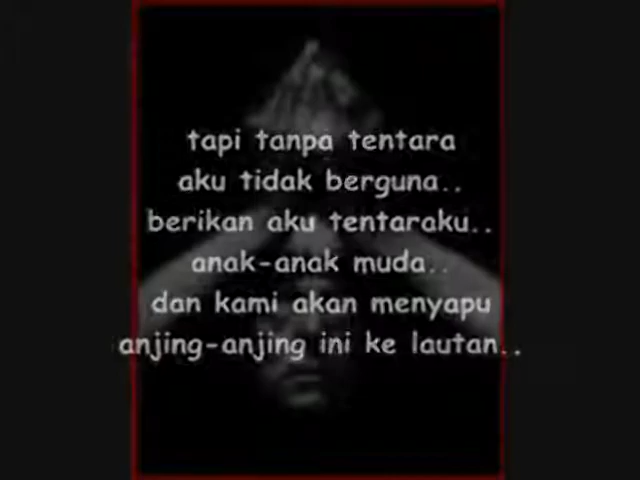 tapi tanpa tentara
aku tidak berguna..
berikan aku tentaraku..
anak-anak muda..
dan kami akan menyapu
anjing-anjing ini ke lautan..